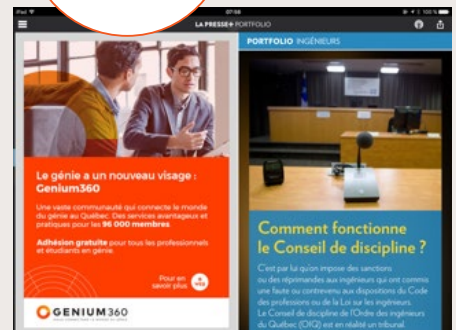 iPad
07:58
100 %
LA PRESSE+ PORTFOLIO
Le génie a un nouveau visage :
Genium360
Une vaste communauté qui connecte le monde
du génie au Québec. Des services avantageux et
pratiques pour les 96 000 membres.
Adhésion gratuite pour tous les professionnels
et étudiants en génie.
Pour en
savoir plus
GENIUM360
PORTFOLIO INGÉNIEURS
Comment fonctionne
le Conseil de discipline ?
C'est par lui qu'on impose des sanctions
ou des réprimandes aux ingénieurs qui ont commis
une faute ou contrevenu aux dispositions du Code
des professions ou de la Loi sur les ingénieurs.
Le Conseil de discipline de l'Ordre des ingénieurs
du Québec (OIQ) est en réalité un tribunal.